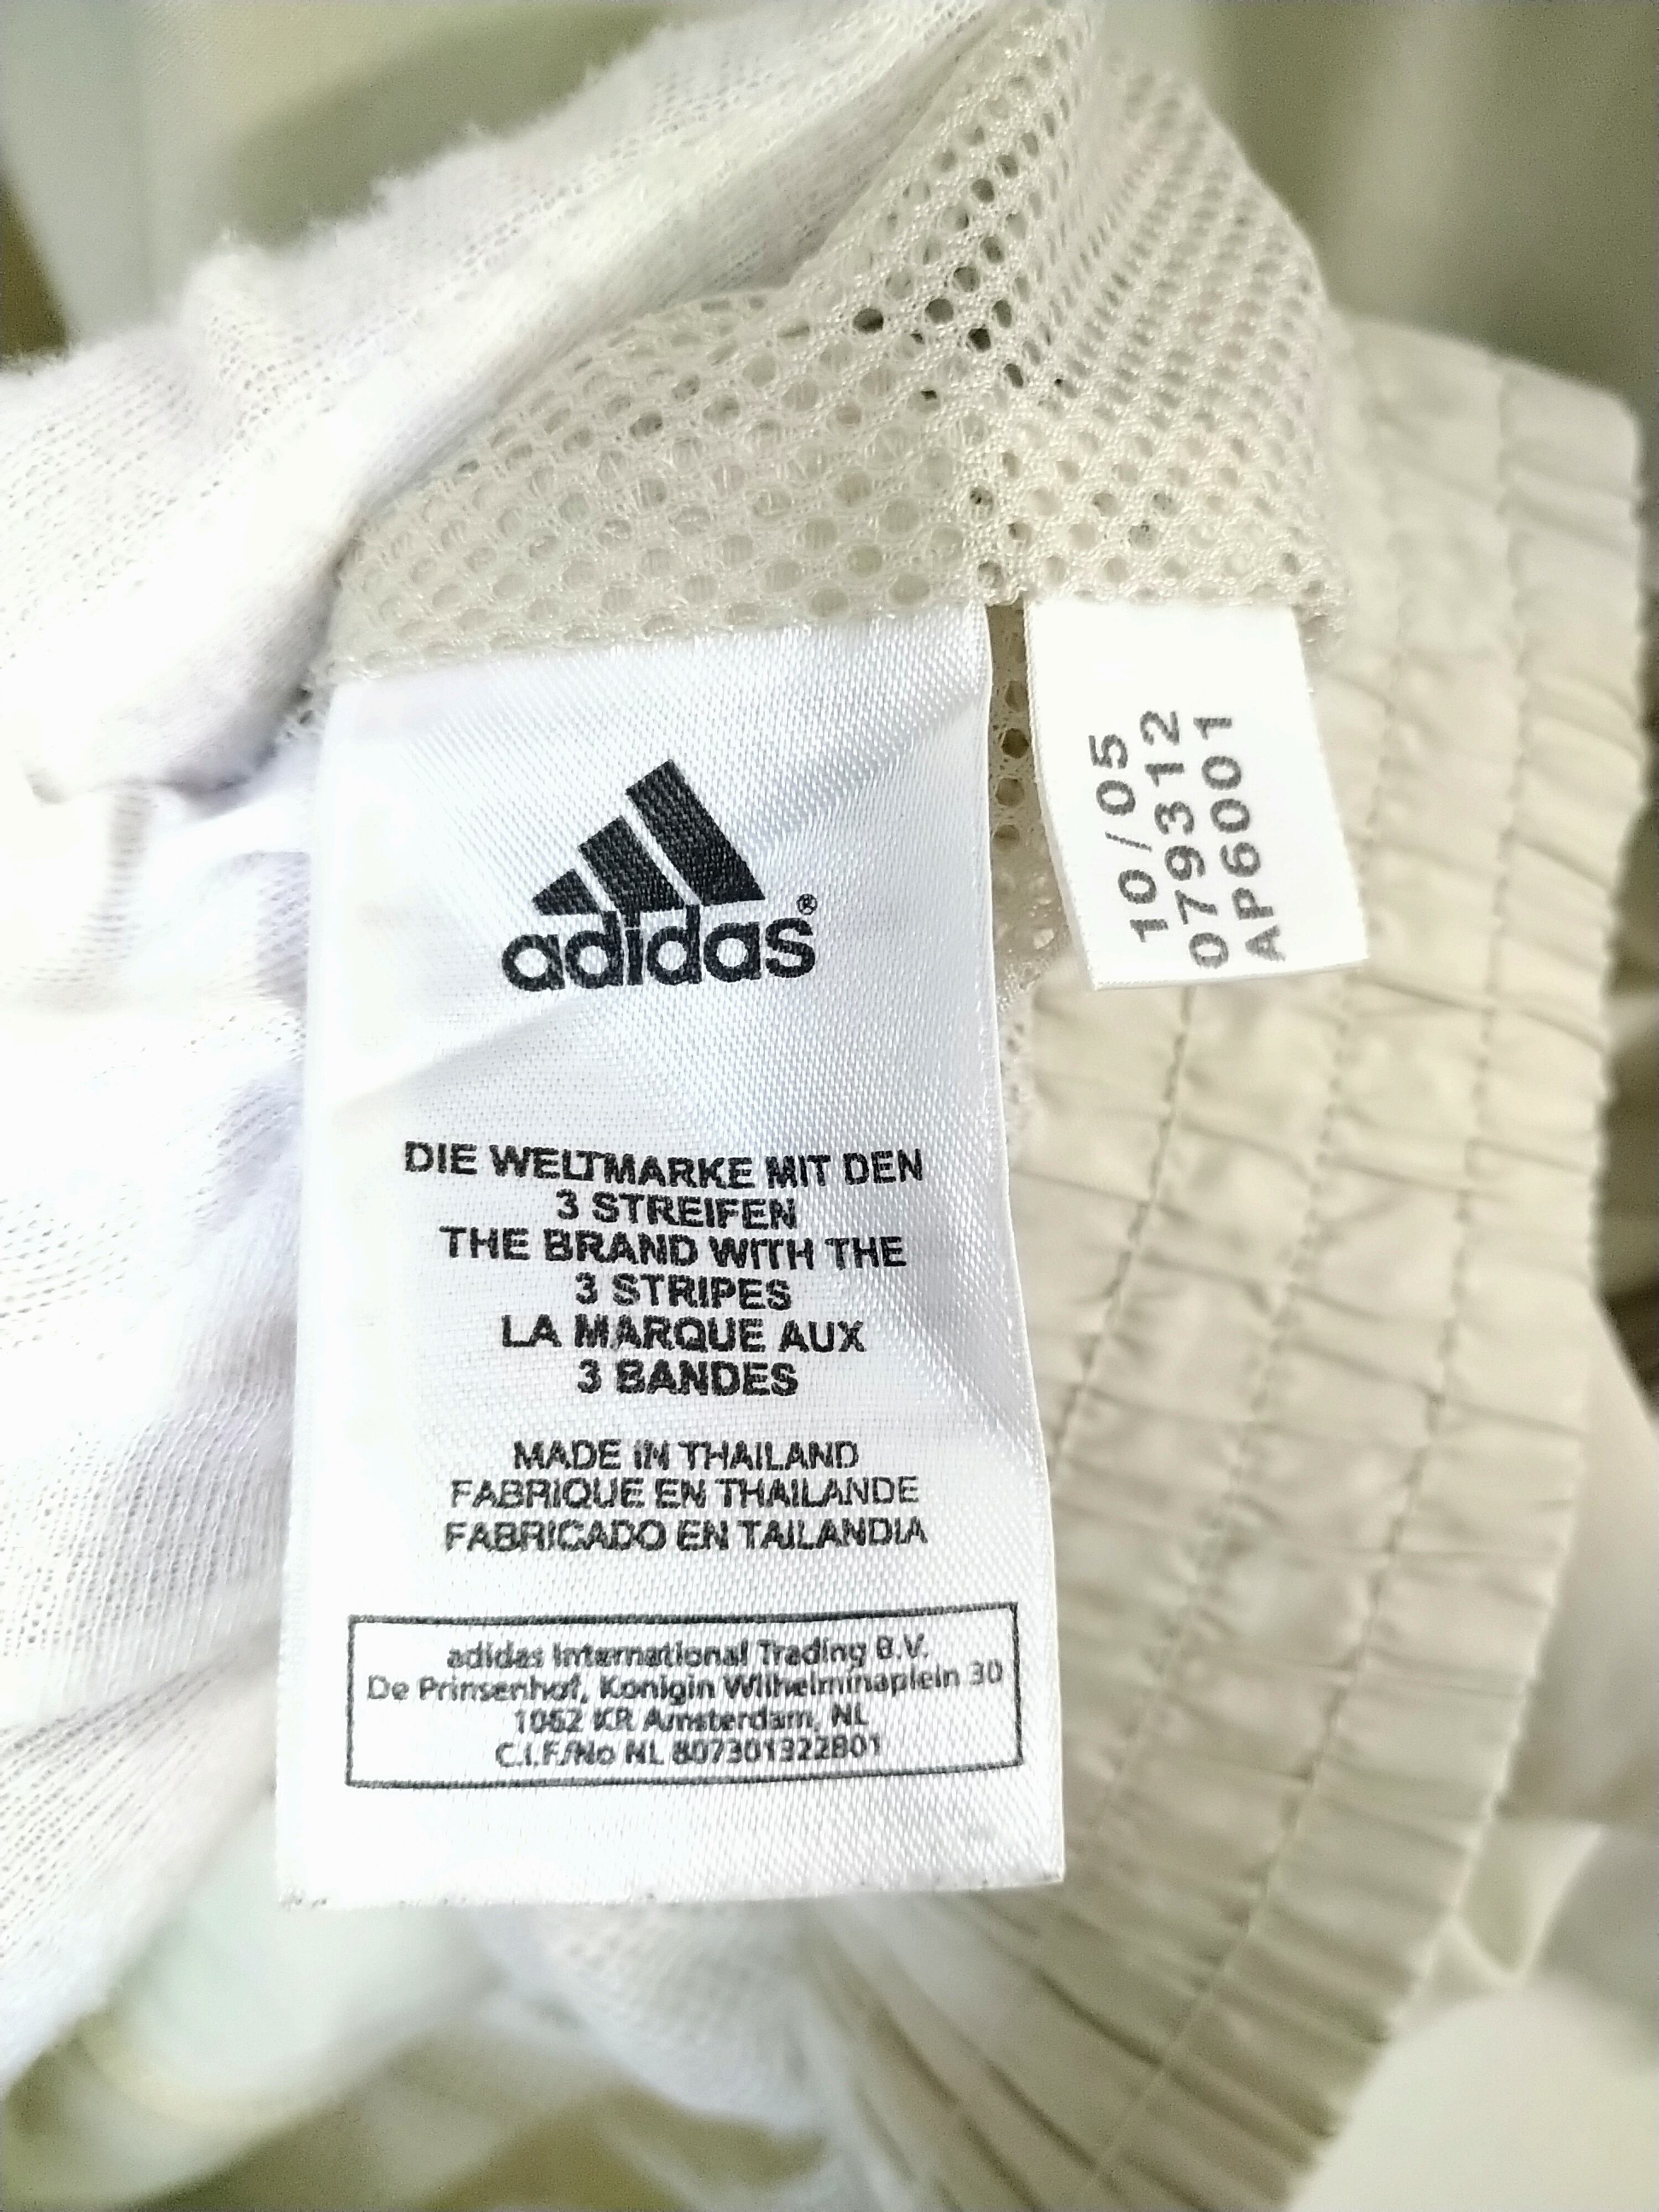 adidas®
DIE WELTMARKE MIT DEN
3 STREIFEN
THE BRAND WITH THE
3 STRIPES
LA MARQUE AUX
3 BANDES
MADE IN THAILAND
FABRIQUE EN THAILANDE
FABRICADO EN TAILANDIA
adidas International Trading B.V.
De Prinsenhof, Konigin Wilhelminaplein 30
1062 KR Amsterdam, NL
C.I.F./No NL 807301922B01
10/05
079312
AP6001